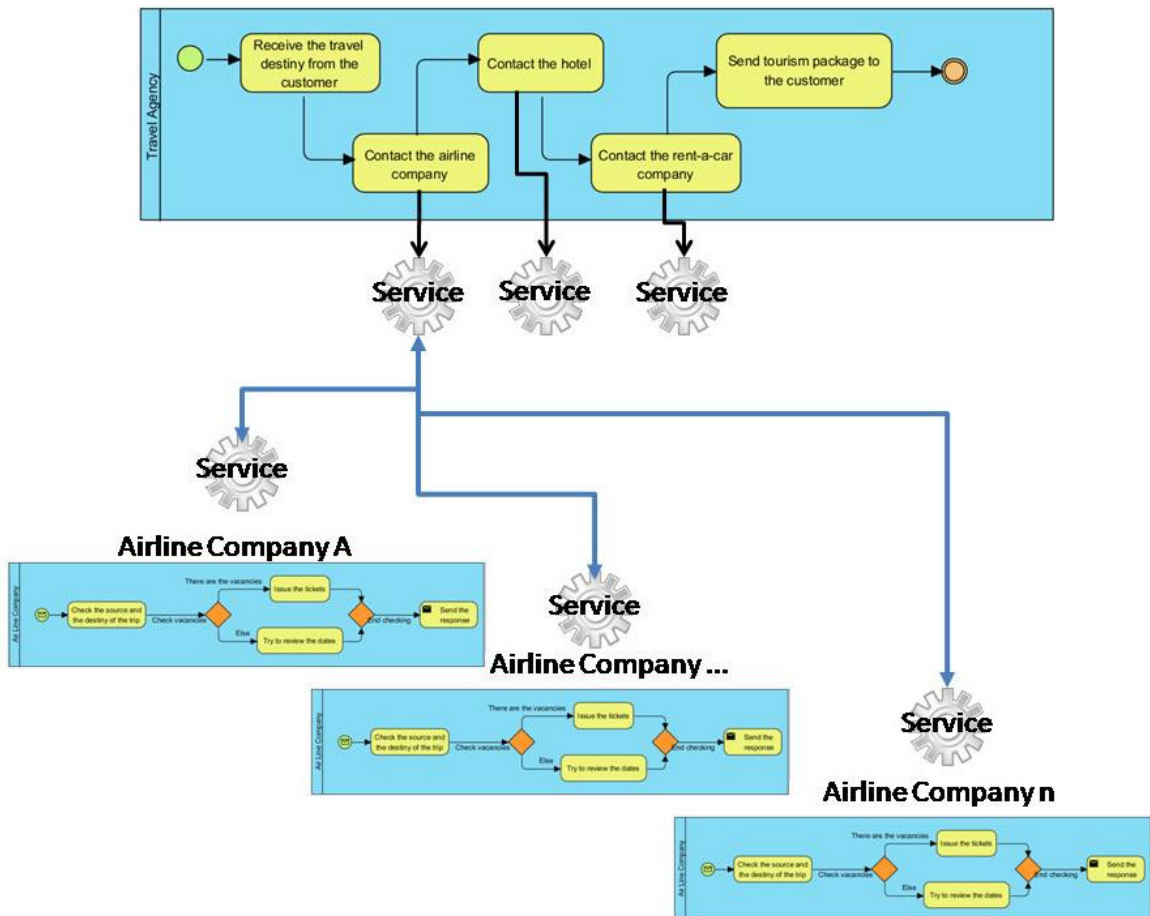 Travel Agency
Receive the travel
destiny from the
customer
Contact the airline
company
Contact the hotel
Contact the rent-a-car
company
Send tourism package to
the customer
Service
Service
Service
Service
Airline Company A
Air Line Company
Check the source and
the destiny of the trip
Check vacancies
There are the vacancies
Issue the tickets
Else
Try to review the dates
End checking
Send the
response
Service
Airline Company ...
Air Line Company
Check the source and
the destiny of the trip
Check vacancies
There are the vacancies
Issue the tickets
Else
Try to review the dates
End checking
Send the
response
Service
Airline Company n
Air Line Company
Check the source and
the destiny of the trip
Check vacancies
There are the vacancies
Issue the tickets
Else
Try to review the dates
End checking
Send the
response